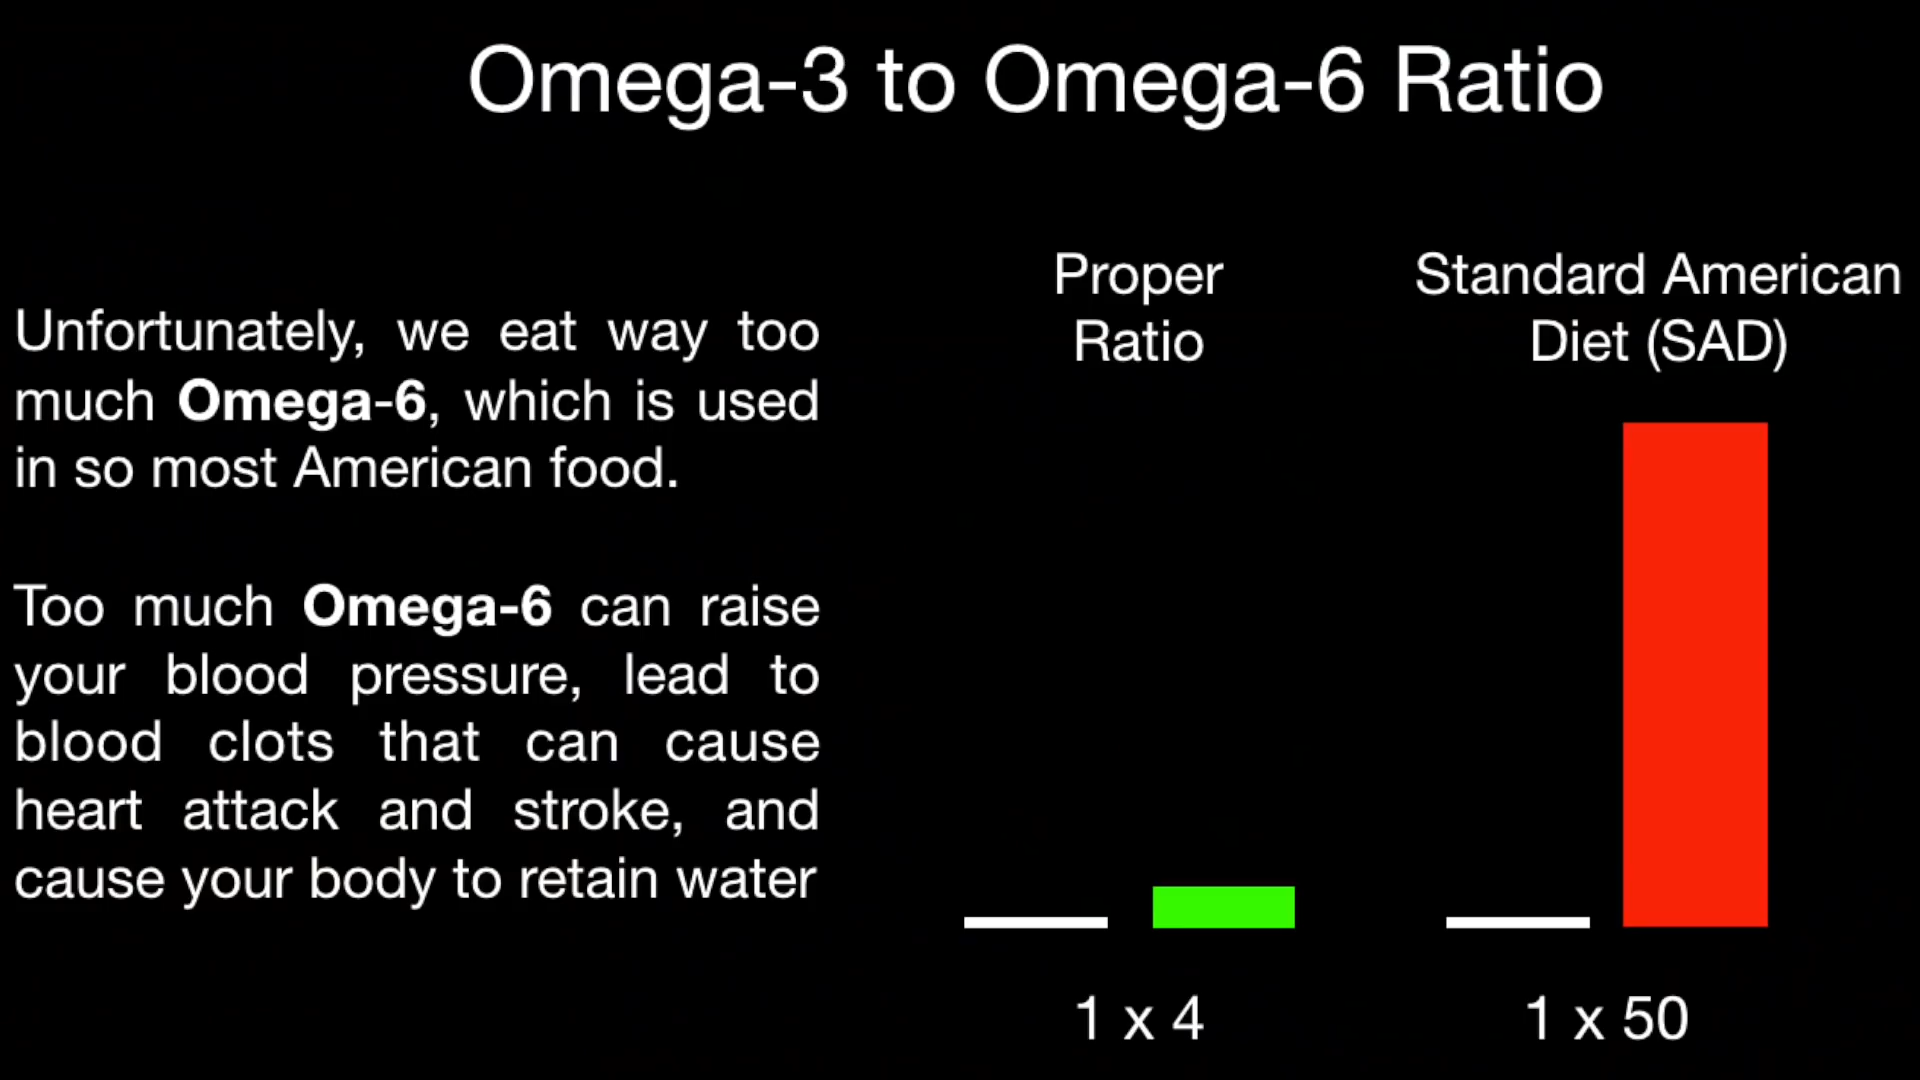 Omega-3 to Omega-6 Ratio
Unfortunately, we eat way too
much Omega-6, which is used
in so most American food.
Too much Omega-6 can raise
your blood pressure, lead to
blood clots that can cause
heart attack and stroke, and
cause your body to retain water
Proper
Ratio
1 x 4
Standard American
Diet (SAD)
1 x 50